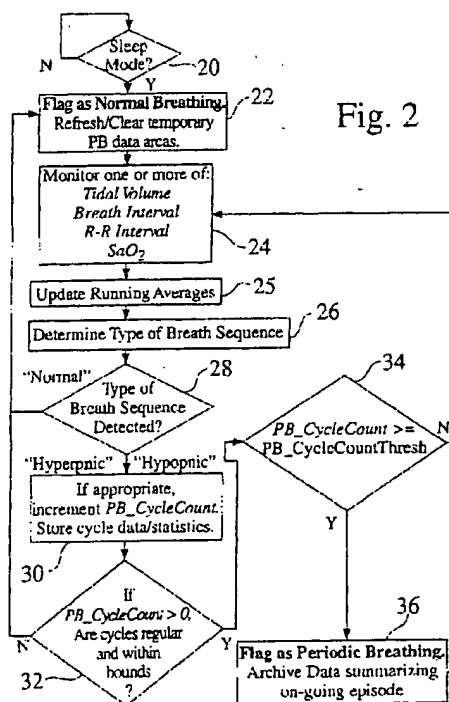 Sleep
Mode?
N
20
Y
Flag as Normal Breathing.
Refresh/Clear temporary
PB data areas.
22
Fig. 2
Monitor one or more of:
Tidal Volume
Breath Interval
R-R Interval
SaO2
24
Update Running Averages
25
26
Determine Type of Breath Sequence
"Normal"
28
Type of
Breath Sequence
Detected?
34
PB_CycleCount >=
PB_CycleCountThresh
N
Y
"Hyperpnic"
"Hypopnic"
If appropriate,
increment PB_CycleCount.
Store cycle data/statistics.
30
If
PB_CycleCount > 0,
Are cycles regular
and within
bounds
?
N
Y
32
36
Flag as Periodic Breathing.
Archive Data summarizing
on-going episode